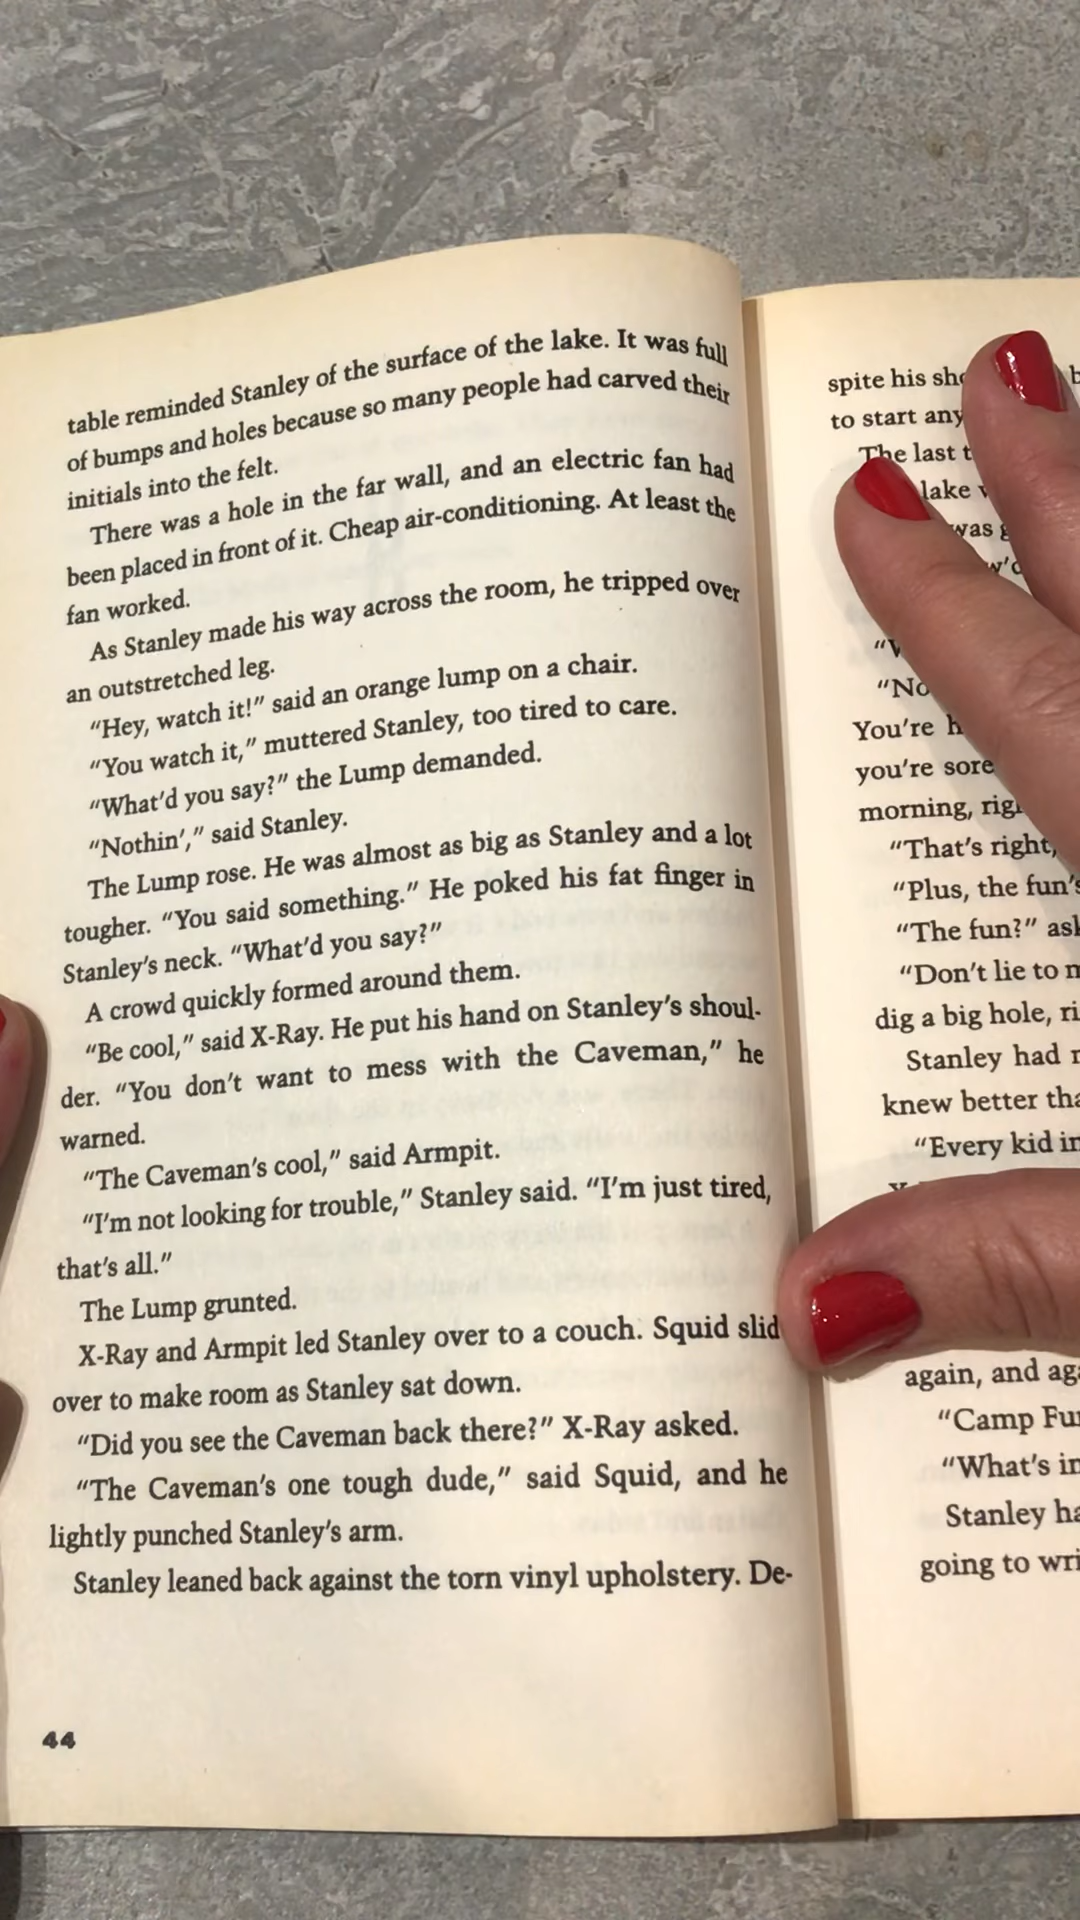 table reminded Stanley of the surface of the lake. It was full
of bumps and holes because so many people had carved their
initials into the felt.
There was a hole in the far wall, and an electric fan had
been placed in front of it. Cheap air-conditioning. At least the
fan worked.
As Stanley made his way across the room, he tripped over
an outstretched leg.
“Hey, watch it!” said an orange lump on a chair.
“You watch it,” muttered Stanley, too tired to care.
“What’d you say?” the Lump demanded.
“Nothin’,” said Stanley.
The Lump rose. He was almost as big as Stanley and a lot
tougher. “You said something.” He poked his fat finger in
Stanley’s neck. “What’d you say?”
A crowd quickly formed around them.
“Be cool,” said X-Ray. He put his hand on Stanley’s shoul-
der. “You don’t want to mess with the Caveman,” he
warned.
“The Caveman’s cool,” said Armpit.
“I’m not looking for trouble,” Stanley said. “I’m just tired,
that’s all.”
The Lump grunted.
X-Ray and Armpit led Stanley over to a couch. Squid slid
over to make room as Stanley sat down.
“Did you see the Caveman back there?” X-Ray asked.
“The Caveman’s one tough dude,” said Squid, and he
lightly punched Stanley’s arm.
Stanley leaned back against the torn vinyl upholstery. De-
44
spite his
to start
The last
lake
was
“No
You’re
you’re sore
morning,
“That’s right,
“Plus, the fun’s
“The fun?”
“Don’t lie to
dig a big hole,
Stanley had
knew better
“Every kid
again, and
“Camp
“What’s
Stanley
going to